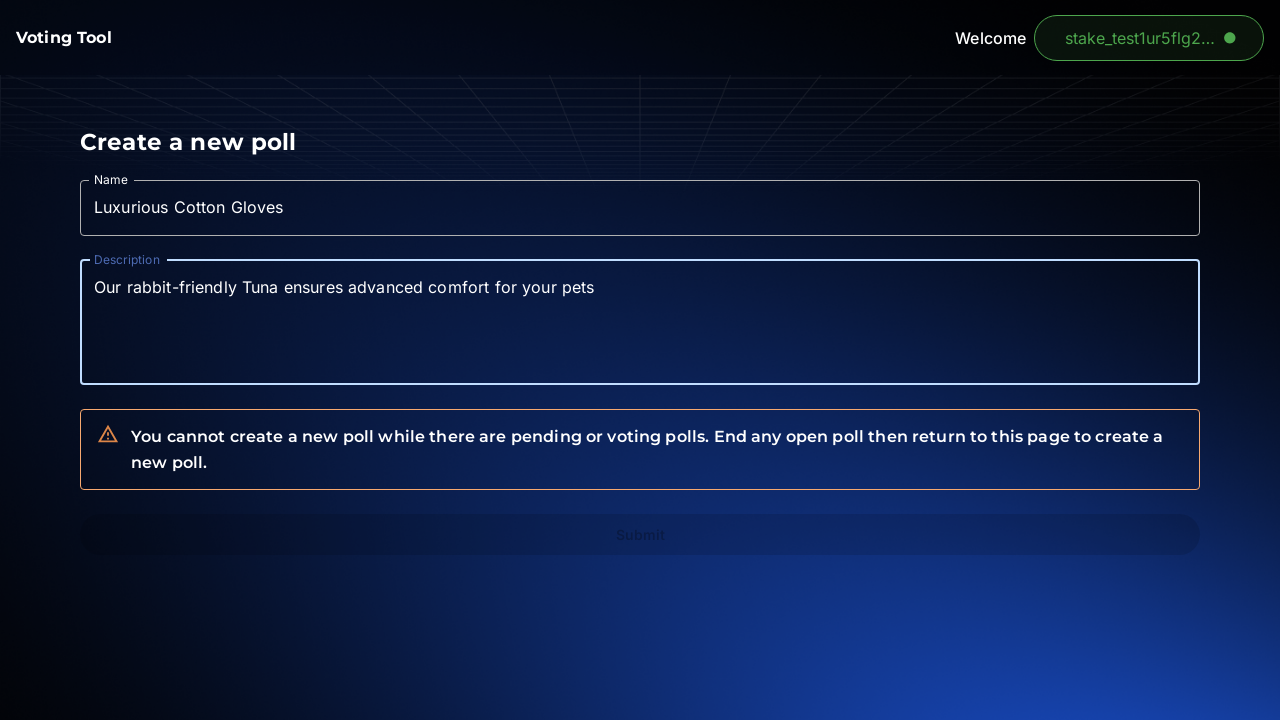 Voting Tool
Welcome
stake_test1ur5flg2...
Create a new poll
Name
Luxurious Cotton Gloves
Description
Our rabbit-friendly Tuna ensures advanced comfort for your pets
You cannot create a new poll while there are pending or voting polls. End any open poll then return to this page to create a
new poll.
Submit